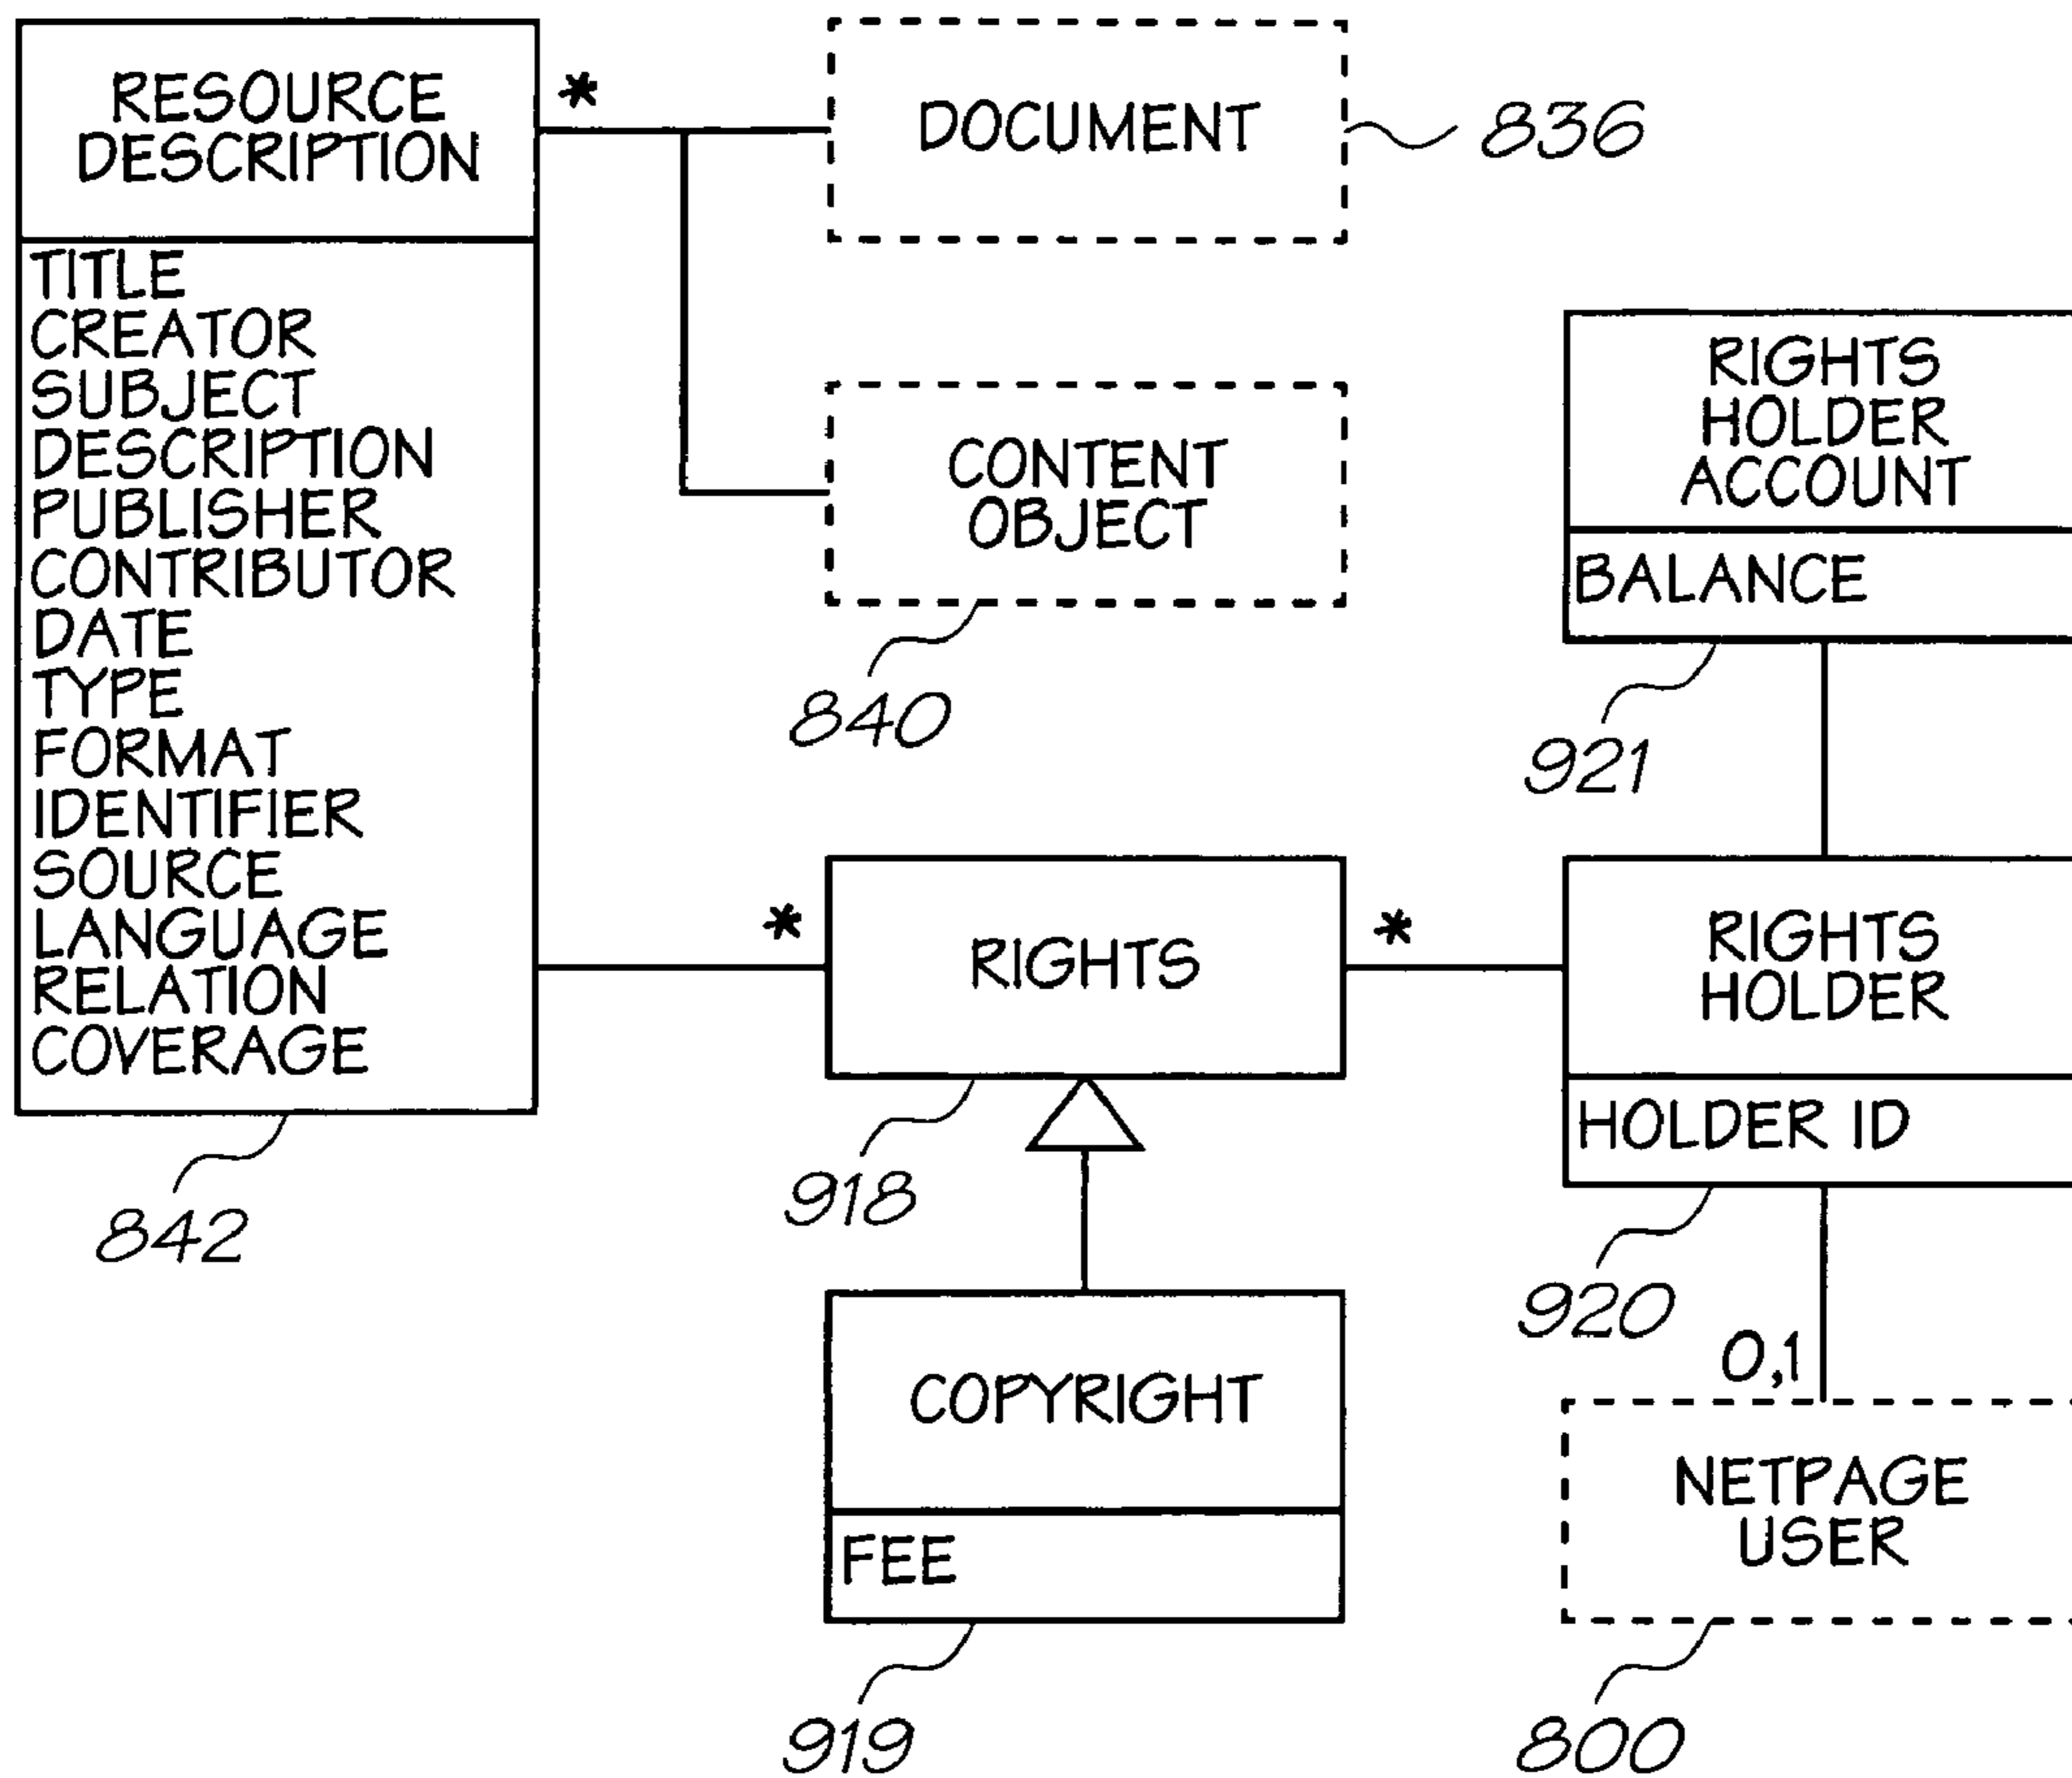 RESOURCE
DESCRIPTION
*
TITLE
CREATOR
SUBJECT
DESCRIPTION
PUBLISHER
CONTRIBUTOR
DATE
TYPE
FORMAT
IDENTIFIER
SOURCE
LANGUAGE
RELATION
COVERAGE
842
DOCUMENT
836
CONTENT
OBJECT
840
RIGHTS
HOLDER
ACCOUNT
BALANCE
921
*
RIGHTS
*
918
RIGHTS
HOLDER
HOLDER ID
920
COPYRIGHT
FEE
919
0,1
NETPAGE
USER
800